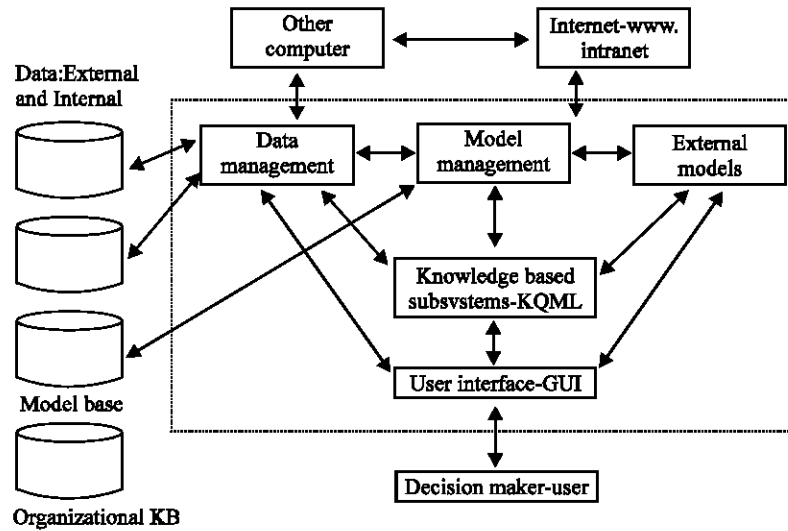 Other
computer
Internet-www.
intranet
Data:External
and Internal
Data
management
Model
management
External
models
Knowledge based
subsvstems-KQML
User interface-GUI
Model base
Decision maker-user
Organizational KB